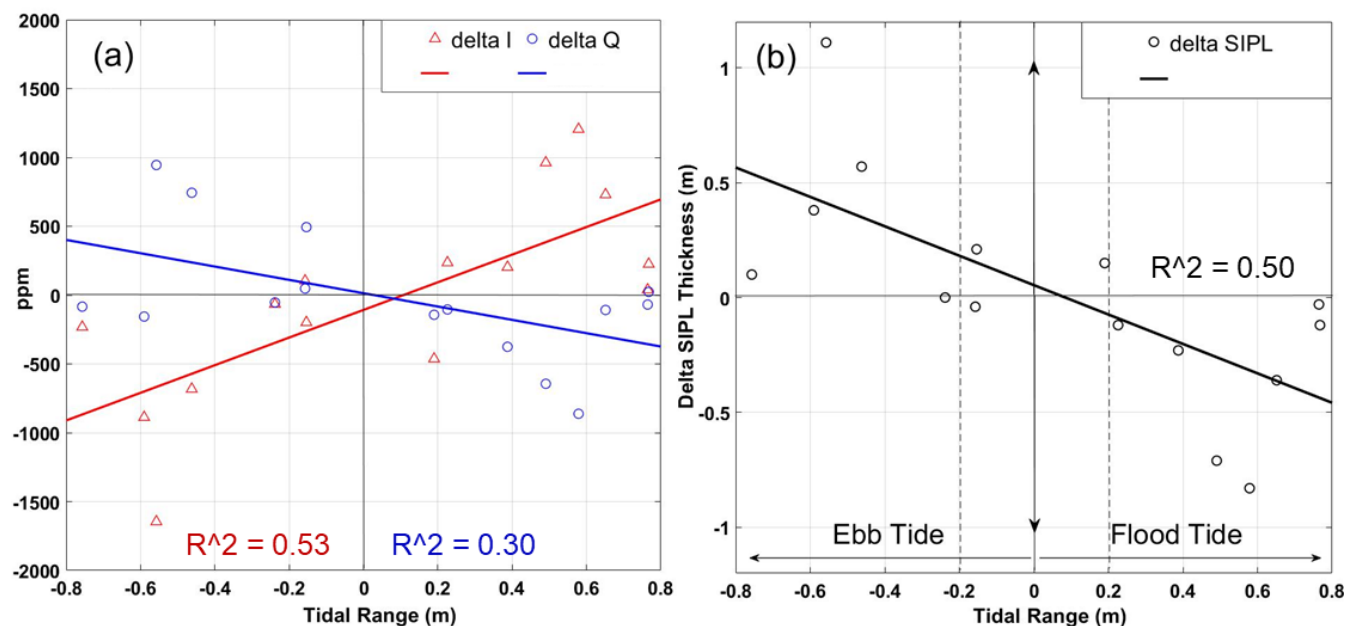 (a)
delta I
delta Q
2000
1500
1000
500
0
-500
-1000
-1500
-2000
ppm
R^2 = 0.53
R^2 = 0.30
-0.8 -0.6 -0.4 -0.2 0 0.2 0.4 0.6 0.8
Tidal Range (m)
(b)
delta SIPL
1
0.5
0
-0.5
-1
Delta SIPL Thickness (m)
R^2 = 0.50
Ebb Tide
Flood Tide
-0.8 -0.6 -0.4 -0.2 0 0.2 0.4 0.6 0.8
Tidal Range (m)